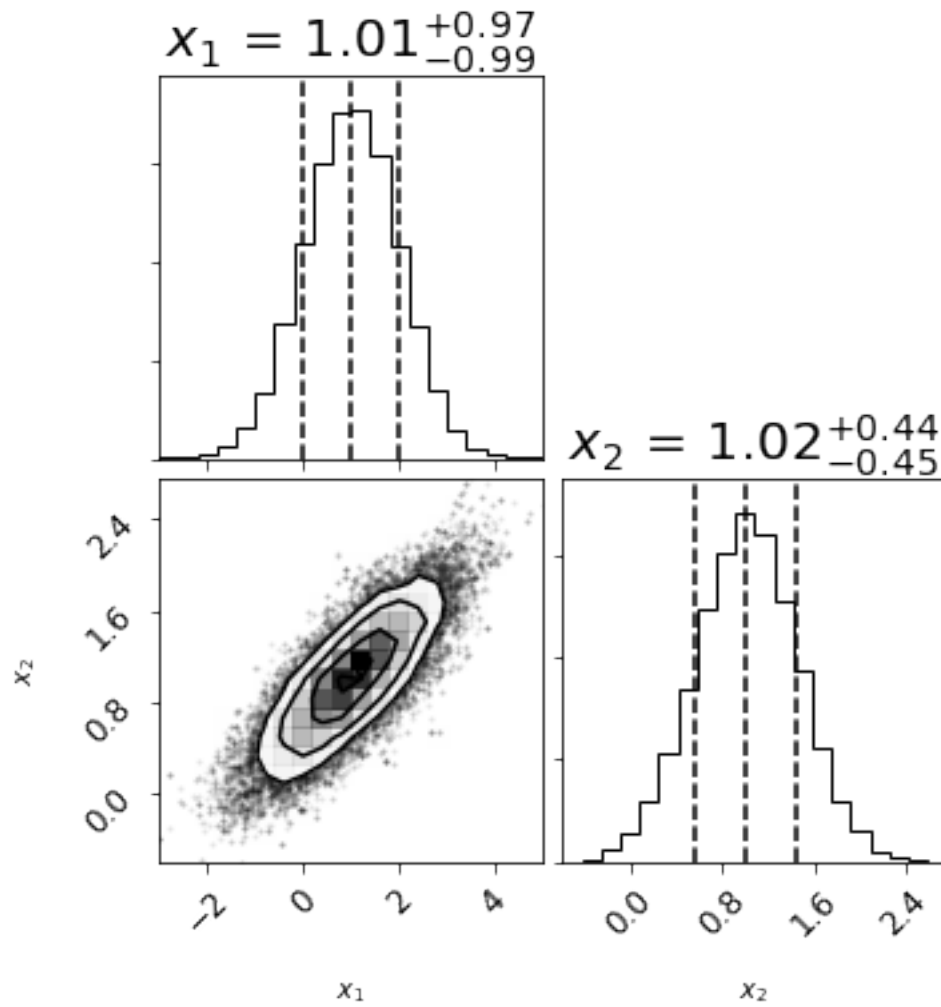 x₁ = 1.01⁺⁰·⁹⁷₋₀.₉₉
x₂ = 1.02⁺⁰·⁴⁴₋₀.₄₅
2.4
1.6
0.8
0.0
x₂
−2 0 2 4
0.0 0.8 1.6 2.4
x₁
x₂